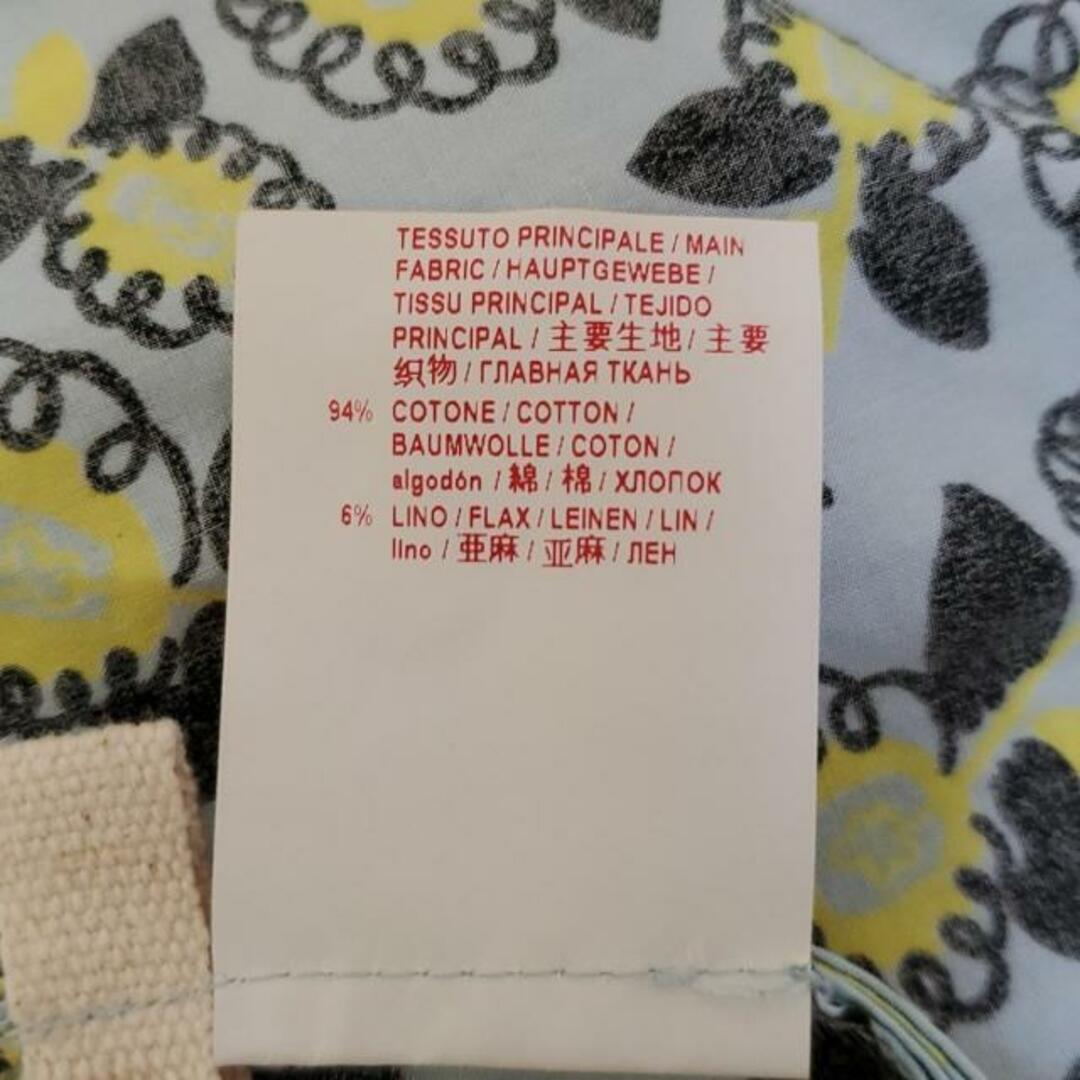 TESSUTO PRINCIPALE / MAIN
FABRIC / HAUPTGEWEBE /
TISSU PRINCIPAL / TEJIDO
PRINCIPAL / 主要生地 / 主要
织物 / ГЛАВНАЯ ТКАНЬ
94% COTONE / COTTON /
BAUMWOLLE / COTON /
algodón / 綿 / 棉 / ХЛОПОК
6% LINO / FLAX / LEINEN / LIN /
lino / 亜麻 / 亚麻 / ЛЕН